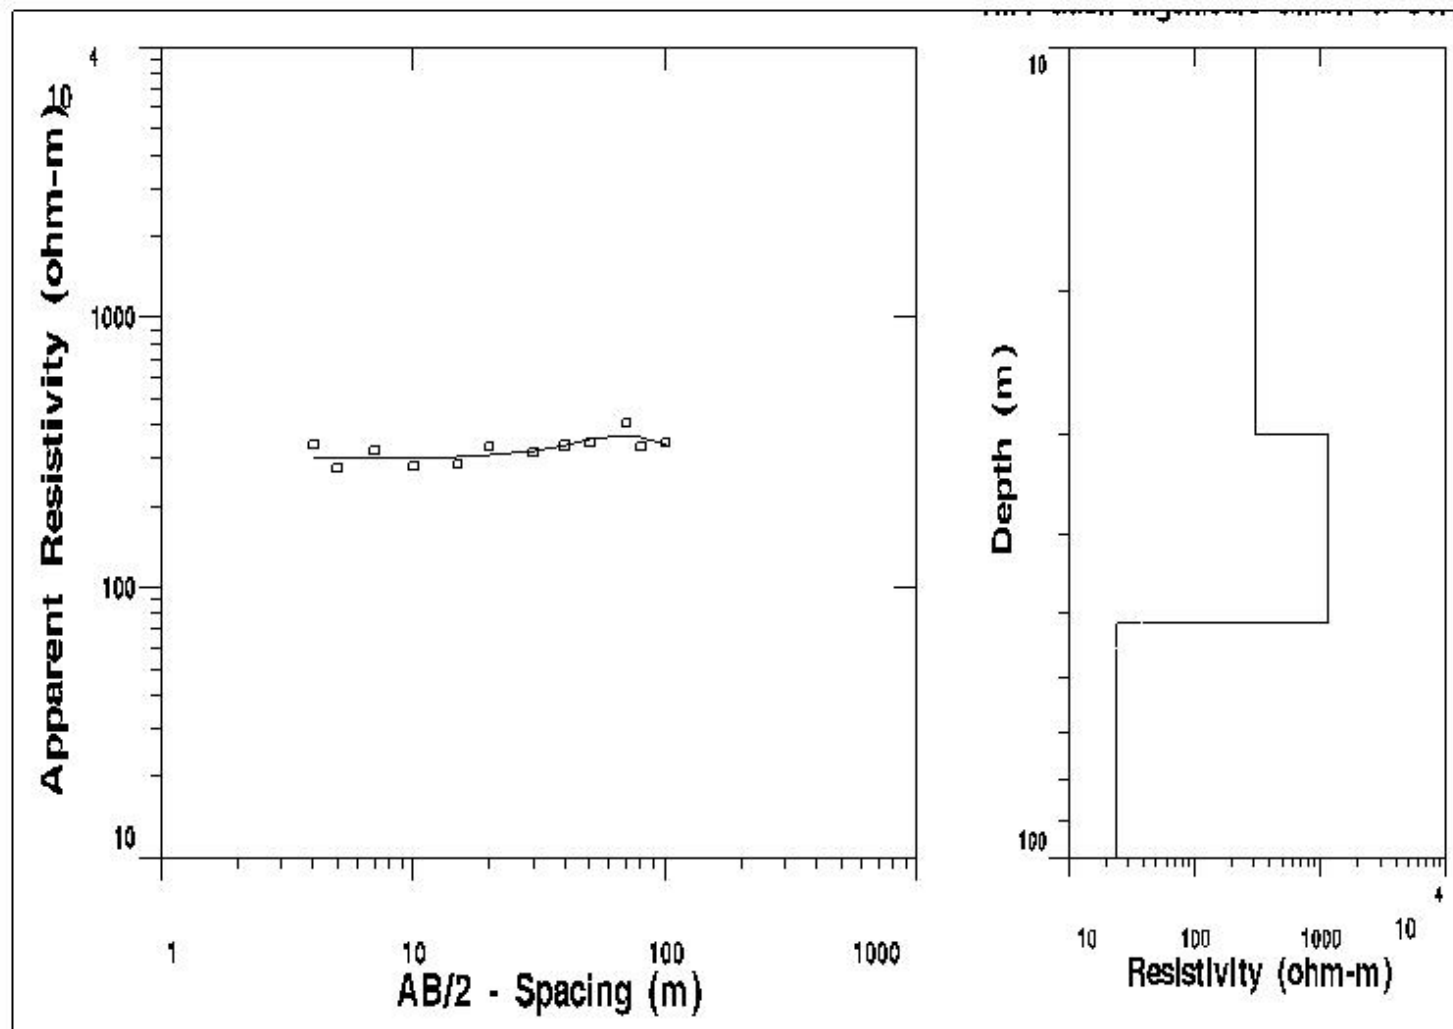 4
10
Apparent Resistivity (ohm-m)
1000
100
10
1 10 100 1000
AB/2 - Spacing (m)
10
Depth (m)
100
4
10 100 1000 10
Resistivity (ohm-m)